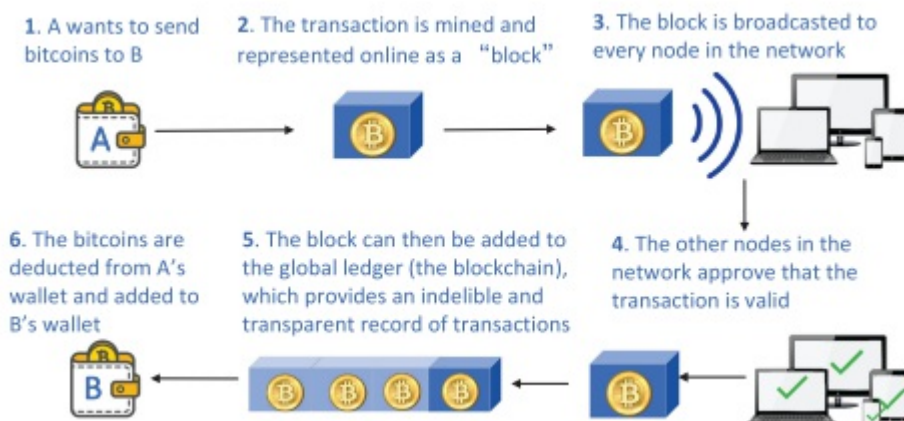 1. A wants to send
bitcoins to B
2. The transaction is mined and
represented online as a “block”
3. The block is broadcasted to
every node in the network
A
4. The other nodes in the
network approve that the
transaction is valid
5. The block can then be added to
the global ledger (the blockchain),
which provides an indelible and
transparent record of transactions
6. The bitcoins are
deducted from A's
wallet and added to
B's wallet
B